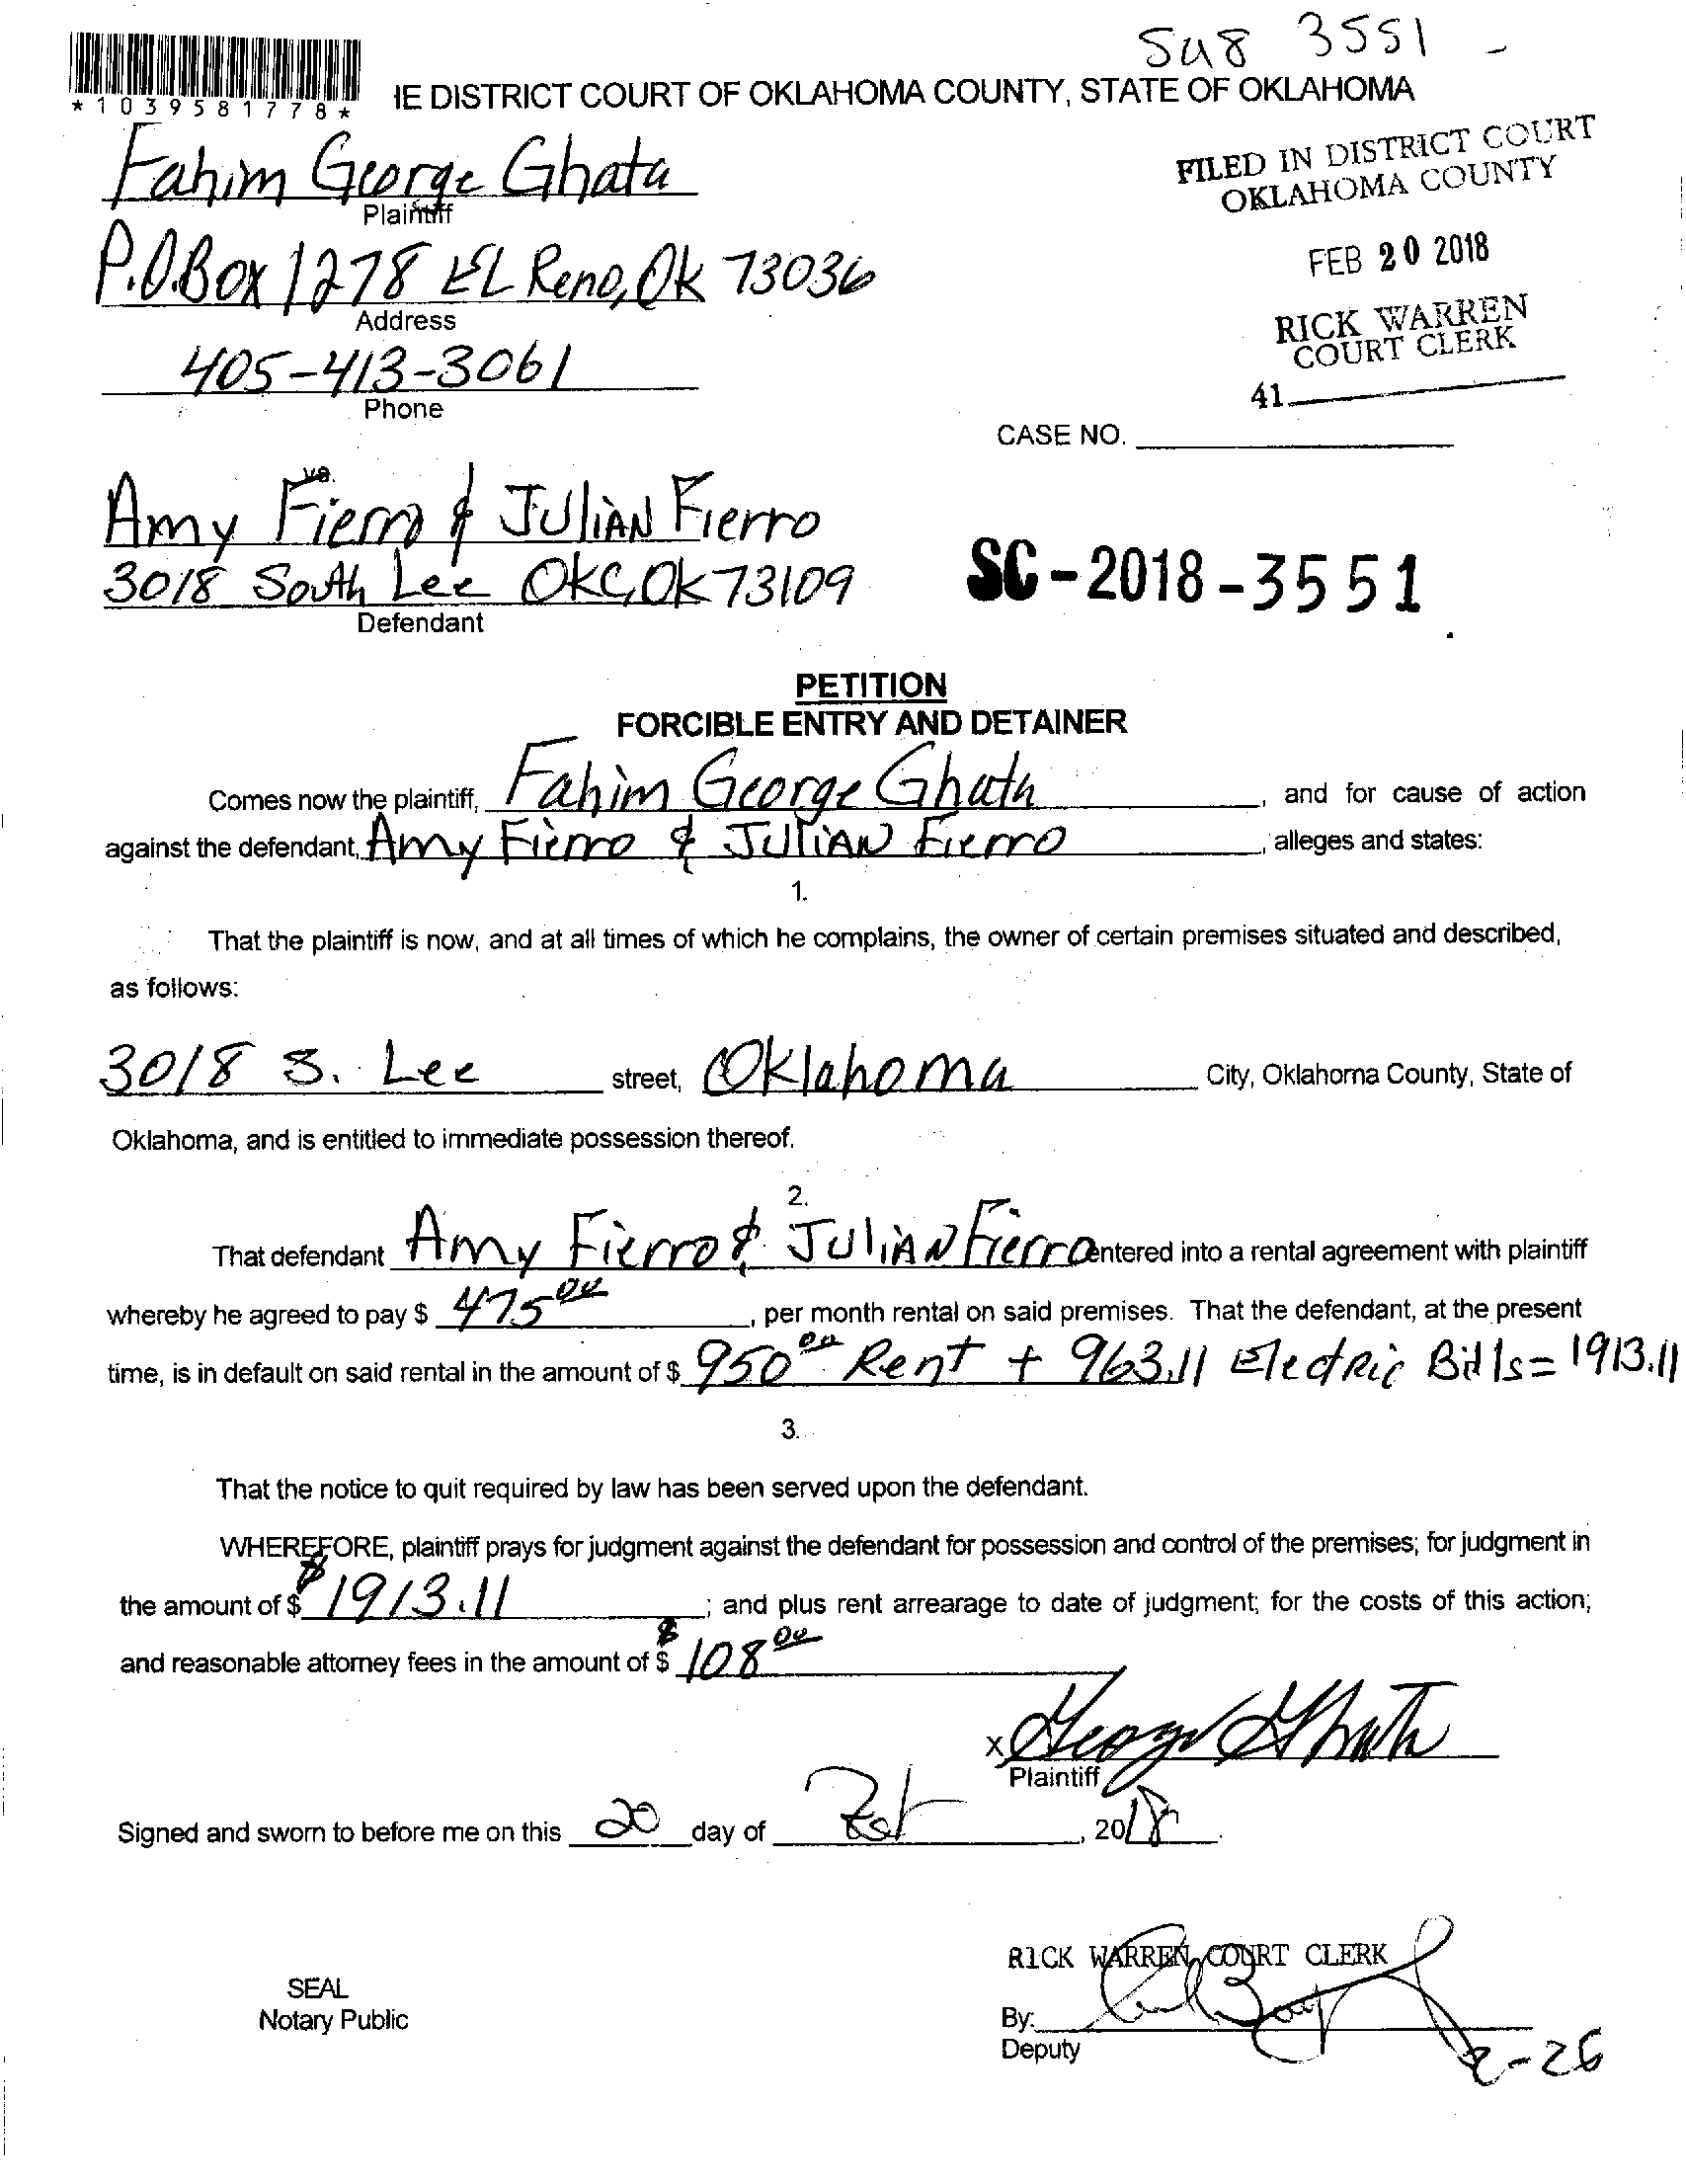 Su8 3551 -
*1039581778*
IE DISTRICT COURT OF OKLAHOMA COUNTY, STATE OF OKLAHOMA
Fahim George Ghata
Plaintiff
FILED IN DISTRICT COURT
OKLAHOMA COUNTY
P.O.Box 1278 EL Reno, Ok 73036
Address
FEB 20 2018
RICK WARREN
COURT CLERK
405-413-3061
Phone
41
CASE NO.
vs.
Amy Fierro & JULIAN Fierro
3018 South Lee OKC, OK 73109
Defendant
SC-2018-3551
PETITION
FORCIBLE ENTRY AND DETAINER
Comes now the plaintiff, Fahim George Ghata, and for cause of action
against the defendant, Amy Fierro & JULIAN Fierro, alleges and states:
1.
That the plaintiff is now, and at all times of which he complains, the owner of certain premises situated and described,
as follows:
3018 S. Lee street, Oklahoma City, Oklahoma County, State of
Oklahoma, and is entitled to immediate possession thereof.
2.
That defendant Amy Fierro & JULIAN Fierro entered into a rental agreement with plaintiff
whereby he agreed to pay $ 475 00, per month rental on said premises. That the defendant, at the present
time, is in default on said rental in the amount of $ 950 00 Rent + 963.11 Electric Bills = 1913.11
3.
That the notice to quit required by law has been served upon the defendant.
WHEREFORE, plaintiff prays for judgment against the defendant for possession and control of the premises; for judgment in
the amount of $ $1913.11; and plus rent arrearage to date of judgment; for the costs of this action;
and reasonable attorney fees in the amount of $ $108 00
x George Ghata
Plaintiff
Signed and sworn to before me on this 20 day of Feb, 2018
RICK WARREN, COURT CLERK
SEAL
Notary Public
By:
Deputy
2-26